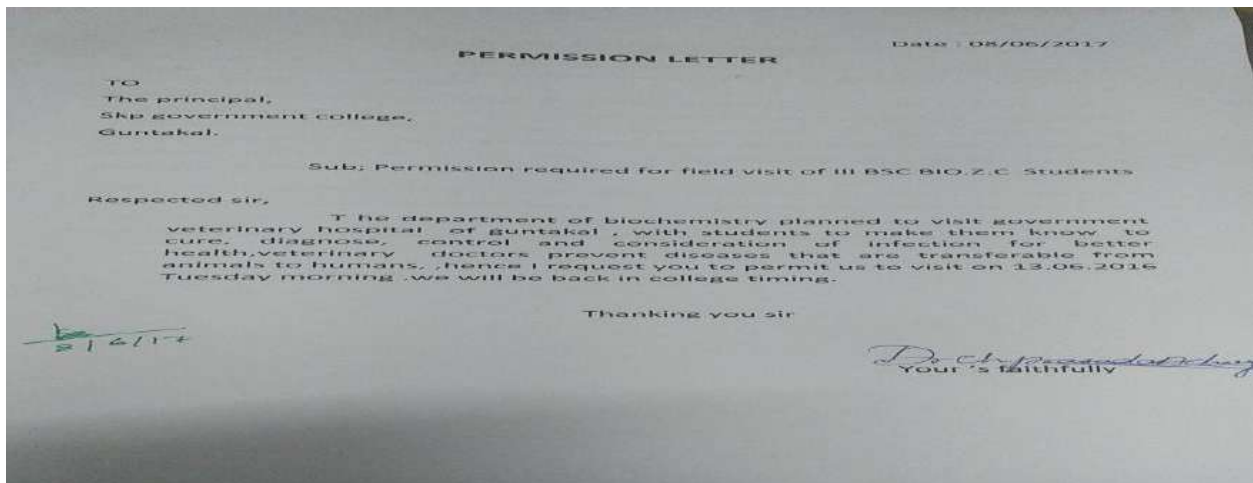 Date : 08/06/2017
PERMISSION LETTER
TO
The principal,
Skp government college,
Guntakal.
Sub; Permission required for field visit of III BSC BIO.Z.C Students
Respected sir,
T he department of biochemistry planned to visit government
veterinary hospital of guntakal , with students to make them know to
cure, diagnose, control and consideration of infection for better
health,veterinary doctors prevent diseases that are transferable from
animals to humans. ,hence I request you to permit us to visit on 13.06.2016
Tuesday morning .we will be back in college timing.
Thanking you sir
8/6/17
Your 's faithfully